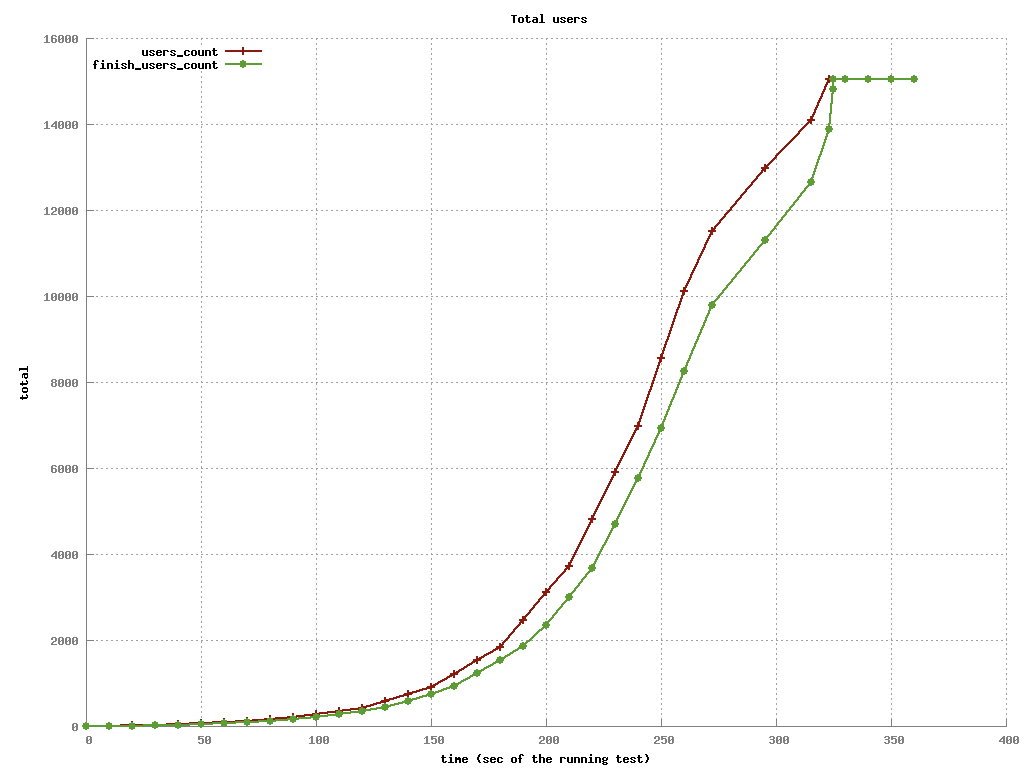 Total users
16000
14000
12000
10000
8000
6000
4000
2000
0
users_count
finish_users_count
total
0 50 100 150 200 250 300 350 400
time (sec of the running test)